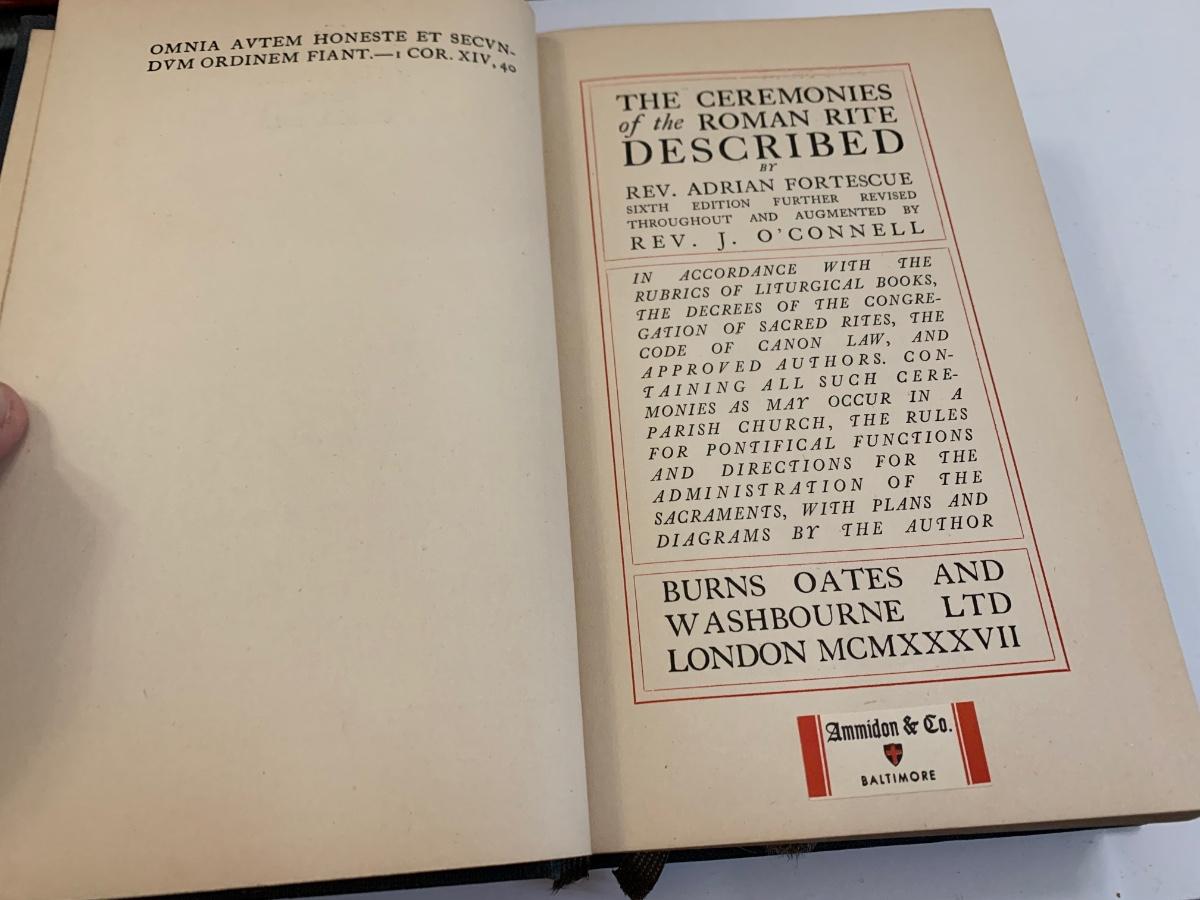 OMNIA AVTEM HONESTE ET SECVN-
DVM ORDINEM FIANT.—1 COR. XIV, 40
THE CEREMONIES
of the ROMAN RITE
DESCRIBED
BY
REV. ADRIAN FORTESCUE
SIXTH EDITION FURTHER REVISED
THROUGHOUT AND AUGMENTED BY
REV. J. O'CONNELL
IN ACCORDANCE WITH THE
RUBRICS OF LITURGICAL BOOKS,
THE DECREES OF THE CONGRE-
GATION OF SACRED RITES, THE
CODE OF CANON LAW, AND
APPROVED AUTHORS. CON-
TAINING ALL SUCH CERE-
MONIES AS MAY OCCUR IN A
PARISH CHURCH, THE RULES
FOR PONTIFICAL FUNCTIONS
AND DIRECTIONS FOR THE
ADMINISTRATION OF THE
SACRAMENTS, WITH PLANS AND
DIAGRAMS BY THE AUTHOR
BURNS OATES AND
WASHBOURNE LTD
LONDON MCMXXXVII
Ammidon & Co.
BALTIMORE